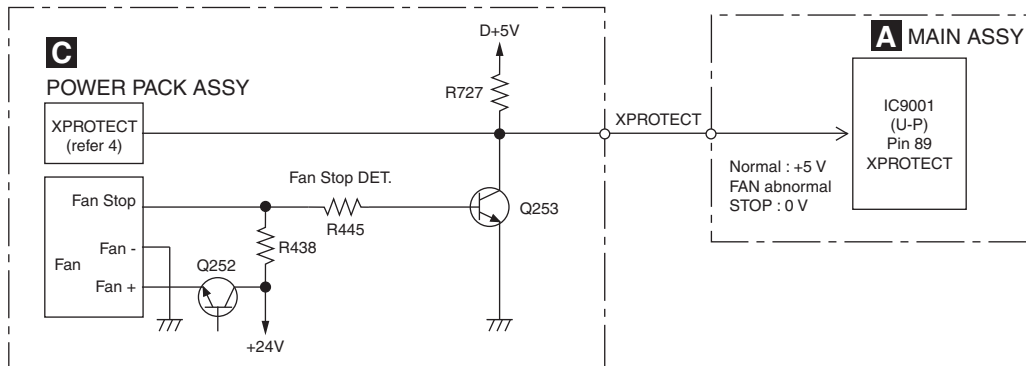 C
POWER PACK ASSY
XPROTECT
(refer 4)
Fan Stop
Fan -
Fan
Fan +
Q252
+24V
R438
Fan Stop DET.
R445
D+5V
R727
Q253
XPROTECT
A MAIN ASSY
IC9001
(U-P)
Pin 89
XPROTECT
Normal : +5 V
FAN abnormal
STOP : 0 V